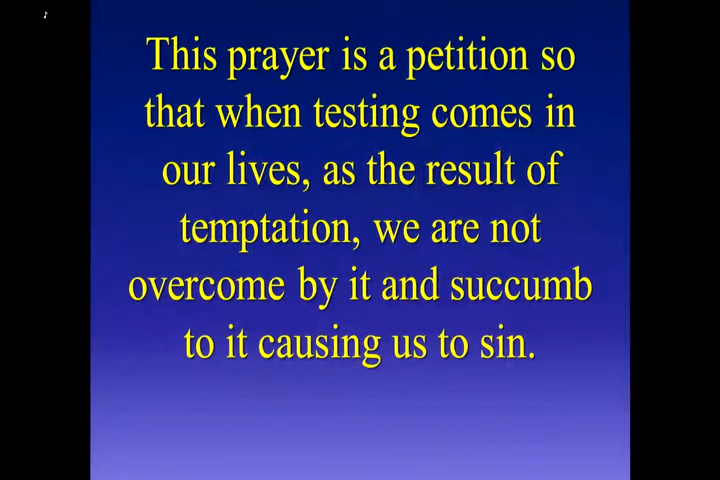 This prayer is a petition so
that when testing comes in
our lives, as the result of
temptation, we are not
overcome by it and succumb
to it causing us to sin.